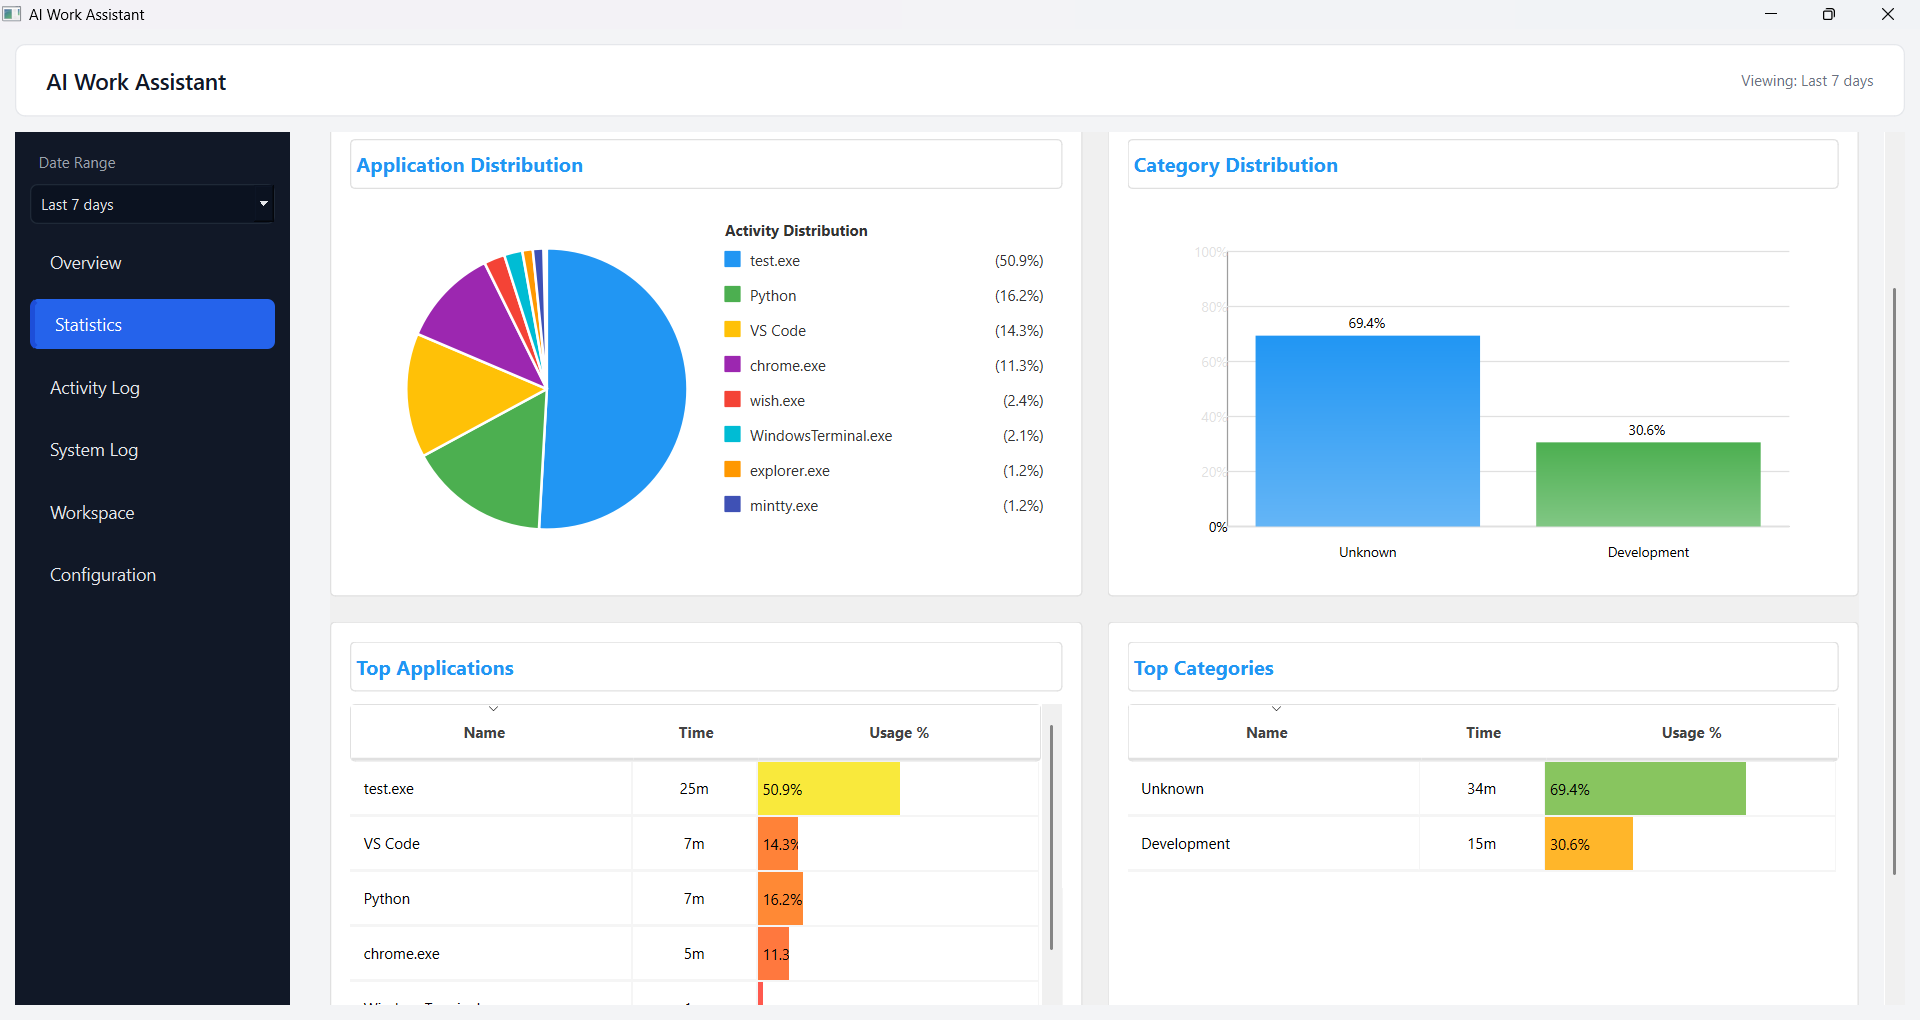 AI Work Assistant
AI Work Assistant
Viewing: Last 7 days
Date Range
Last 7 days
Overview
Statistics
Activity Log
System Log
Workspace
Configuration
Application Distribution
Activity Distribution
test.exe (50.9%)
Python (16.2%)
VS Code (14.3%)
chrome.exe (11.3%)
wish.exe (2.4%)
WindowsTerminal.exe (2.1%)
explorer.exe (1.2%)
mintty.exe (1.2%)
Category Distribution
100%
80%
60%
40%
20%
0%
69.4%
30.6%
Unknown Development
Top Applications
Name Time Usage %
test.exe 25m 50.9%
VS Code 7m 14.3%
Python 7m 16.2%
chrome.exe 5m 11.3
Top Categories
Name Time Usage %
Unknown 34m 69.4%
Development 15m 30.6%